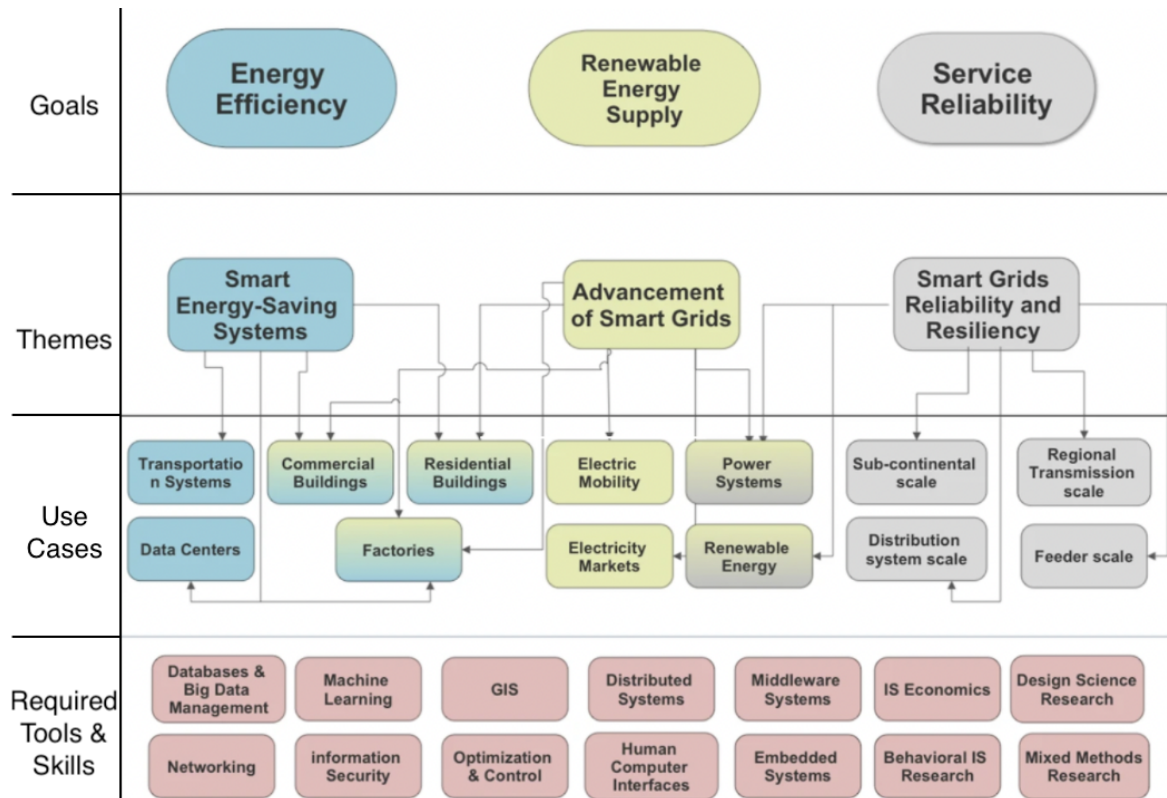 Goals
Energy
Efficiency
Renewable
Energy
Supply
Service
Reliability
Themes
Smart
Energy-Saving
Systems
Advancement
of Smart Grids
Smart Grids
Reliability and
Resiliency
Use
Cases
Transportatio
n Systems
Commercial
Buildings
Residential
Buildings
Electric
Mobility
Power
Systems
Sub-continental
scale
Regional
Transmission
scale
Data Centers
Factories
Electricity
Markets
Renewable
Energy
Distribution
system scale
Feeder scale
Required
Tools &
Skills
Databases &
Big Data
Management
Machine
Learning
GIS
Distributed
Systems
Middleware
Systems
IS Economics
Design Science
Research
Networking
information
Security
Optimization
& Control
Human
Computer
Interfaces
Embedded
Systems
Behavioral IS
Research
Mixed Methods
Research